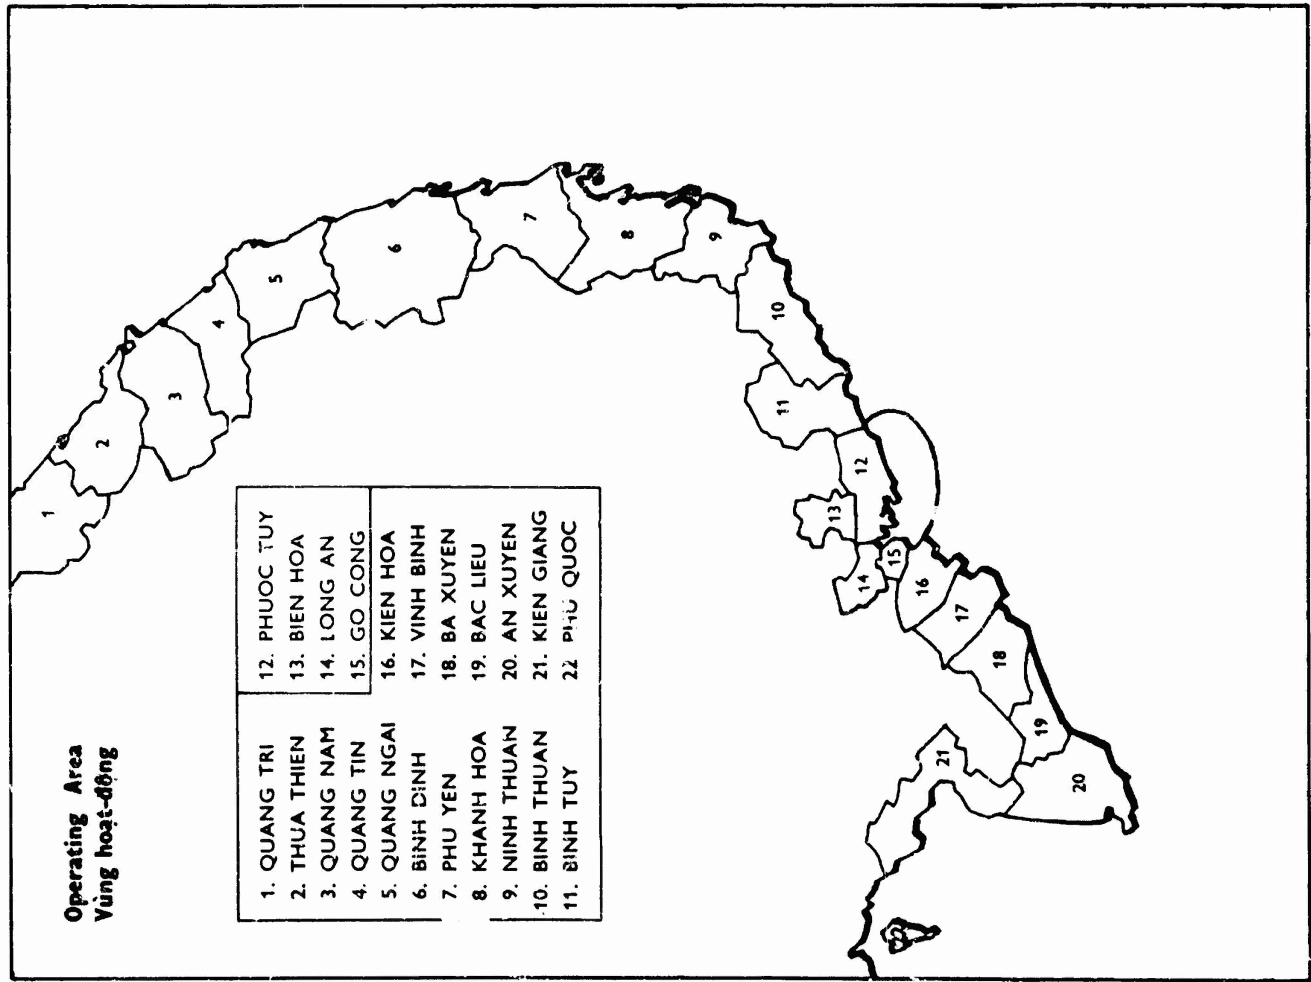 Operating Area
Vùng hoạt-động
1. QUANG TRI
2. THUA THIEN
3. QUANG NAM
4. QUANG TIN
5. QUANG NGAI
6. BINH DINH
7. PHU YEN
8. KHANH HOA
9. NINH THUAN
10. BINH THUAN
11. BINH TUY
12. PHUOC TUY
13. BIEN HOA
14. LONG AN
15. GO CONG
16. KIEN HOA
17. VINH BINH
18. BA XUYEN
19. BAC LIEU
20. AN XUYEN
21. KIEN GIANG
22 PHU QUOC
1
2
3
4
5
6
7
8
9
10
11
12
13
14
15
16
17
18
19
20
21
22